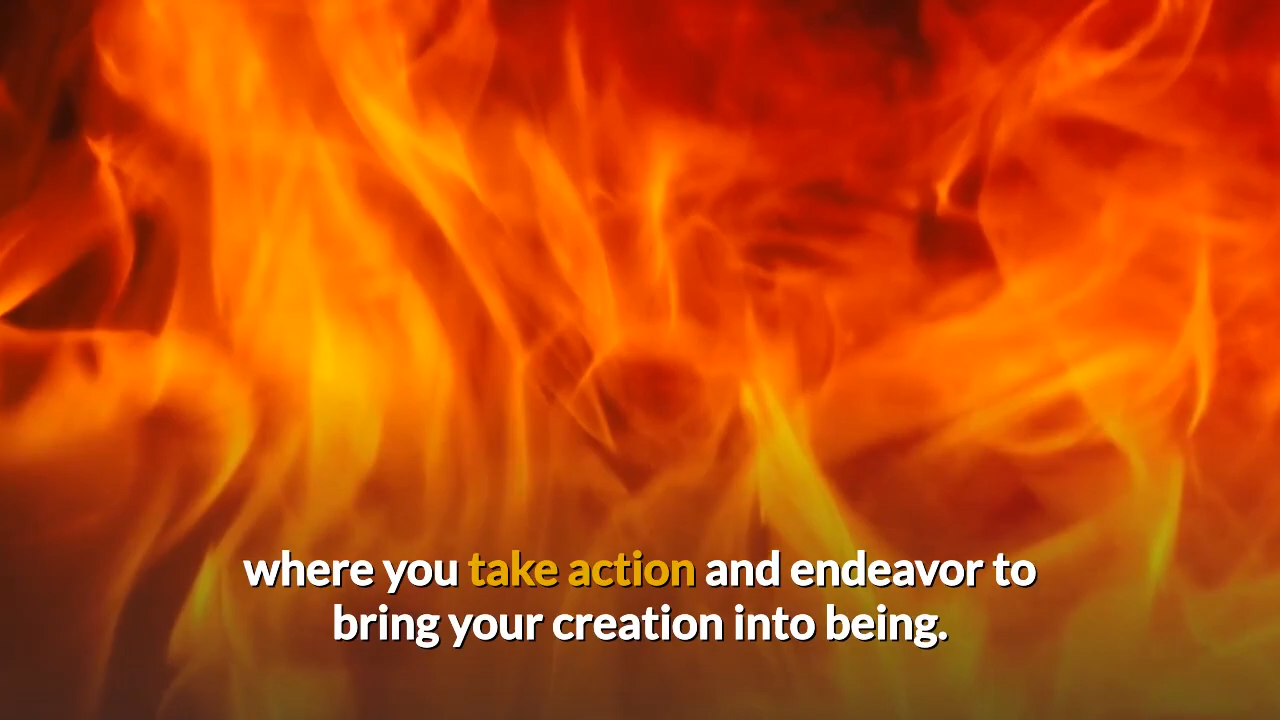 where you take action and endeavor to
bring your creation into being.